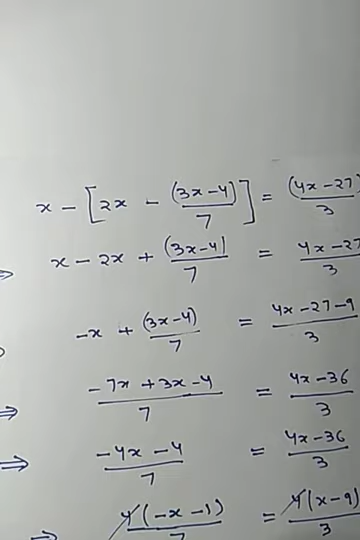 x - [2x - (3x-4)/7] = (4x-27)/3
⇒ x - 2x + (3x-4)/7 = 4x-27/3
⇒ -x + (3x-4)/7 = 4x-27-9/3
⇒ -7x+3x-4/7 = 4x-36/3
⇒ -4x-4/7 = 4x-36/3
⇒ 4(-x-1)/7 = 4(x-9)/3